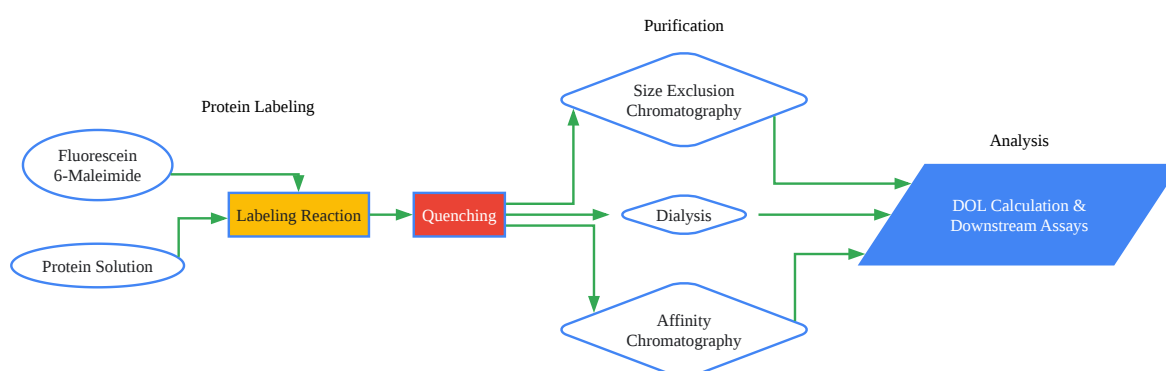 Protein Labeling
Fluorescein
6-Maleimide
Protein Solution
Labeling Reaction
Quenching
Purification
Size Exclusion
Chromatography
Dialysis
Affinity
Chromatography
Analysis
DOL Calculation &
Downstream Assays